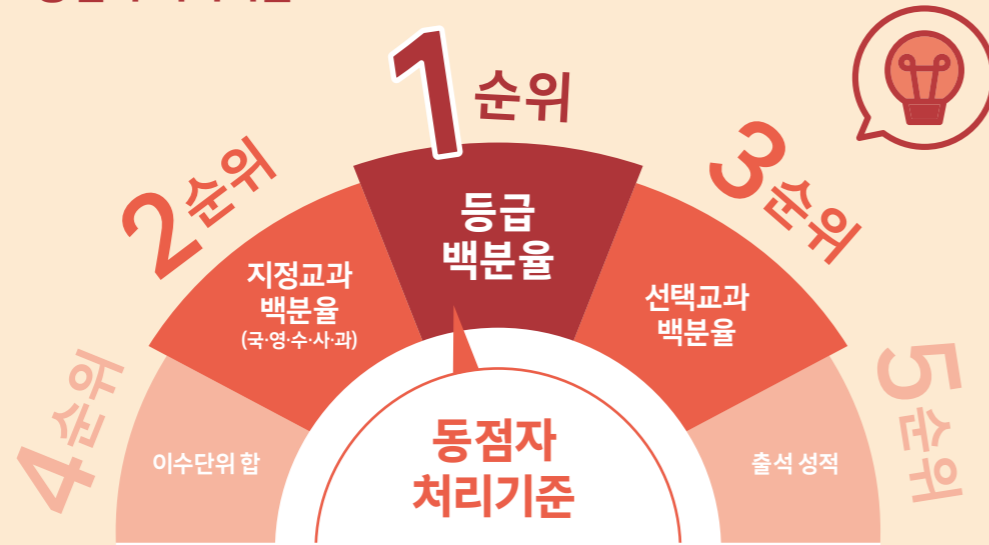 1순위
등급
백분율
2순위
지정교과
백분율
(국·영·수·사·과)
3순위
선택교과
백분율
4순위
이수단위 합
5순위
출석 성적
동점자
처리기준